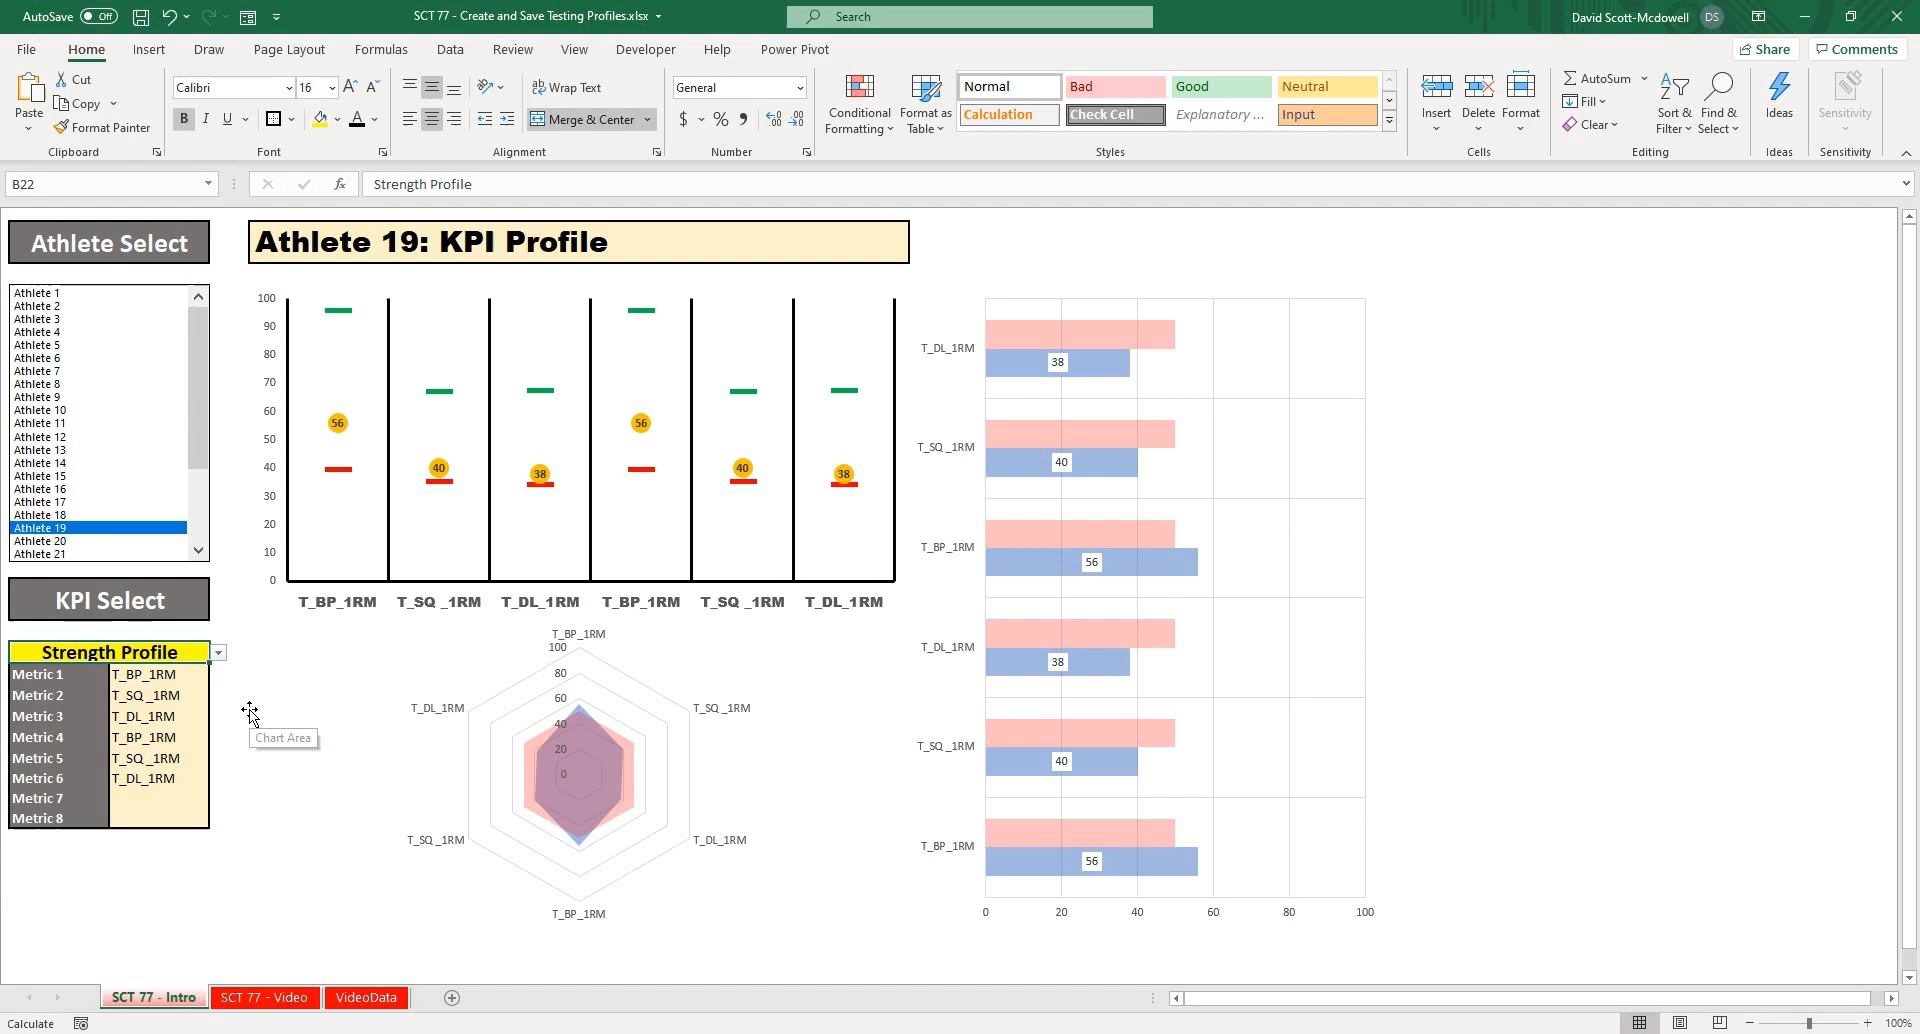 AutoSave Off
SCT 77 - Create and Save Testing Profiles.xlsx
Search
David Scott-Mcdowell DS
File Home Insert Draw Page Layout Formulas Data Review View Developer Help Power Pivot
Share Comments
Paste
Cut
Copy
Format Painter
Clipboard
Calibri 16
B I U
Font
Wrap Text
Merge & Center
Alignment
General
$ % 9
Number
Conditional Formatting
Format as Table
Normal Bad Good Neutral
Calculation Check Cell Explanatory ... Input
Styles
Insert Delete Format
Cells
AutoSum
Fill
Clear
Sort & Filter
Find & Select
Editing
Ideas
Ideas
Sensitivity
Sensitivity
B22
fx
Strength Profile
Athlete Select
Athlete 1
Athlete 2
Athlete 3
Athlete 4
Athlete 5
Athlete 6
Athlete 7
Athlete 8
Athlete 9
Athlete 10
Athlete 11
Athlete 12
Athlete 13
Athlete 14
Athlete 15
Athlete 16
Athlete 17
Athlete 18
Athlete 19
Athlete 20
Athlete 21
KPI Select
Strength Profile
Metric 1 T_BP_1RM
Metric 2 T_SQ _1RM
Metric 3 T_DL_1RM
Metric 4 T_BP_1RM
Metric 5 T_SQ _1RM
Metric 6 T_DL_1RM
Metric 7
Metric 8
Athlete 19: KPI Profile
100
90
80
70
60
50
40
30
20
10
0
56 40 38 56 40 38
T_BP_1RM T_SQ _1RM T_DL_1RM T_BP_1RM T_SQ _1RM T_DL_1RM
Chart Area
T_BP_1RM
100
80
60
40
20
0
T_DL_1RM T_SQ _1RM
T_SQ _1RM T_DL_1RM
T_BP_1RM
T_DL_1RM 38
T_SQ _1RM 40
T_BP_1RM 56
T_DL_1RM 38
T_SQ _1RM 40
T_BP_1RM 56
0 20 40 60 80 100
SCT 77 - Intro SCT 77 - Video VideoData
Calculate
100%